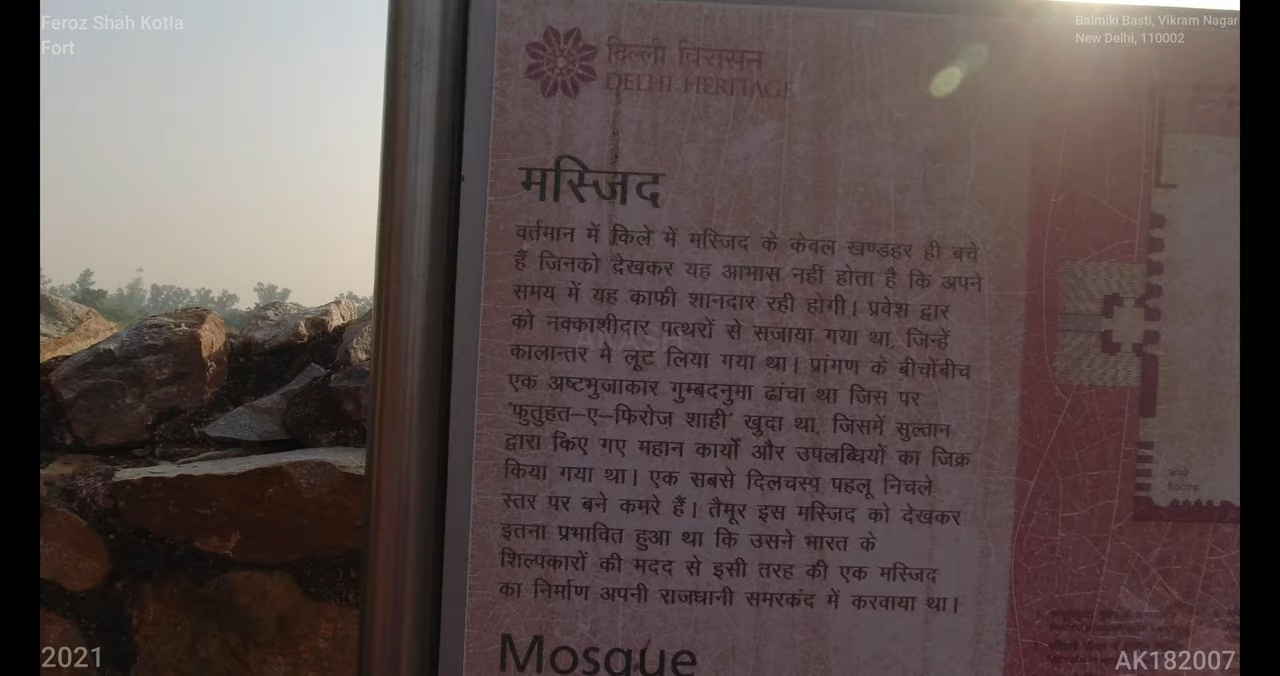 Feroz Shah Kotla
Fort
Balmiki Basti, Vikram Nagar
New Delhi, 110002
दिल्ली विरासत
DELHI HERITAGE
मस्जिद
वर्तमान में किले में मस्जिद के केवल खण्डहर ही बचे
हैं जिनको देखकर यह आभास नहीं होता है कि अपने
समय में यह काफी शानदार रही होगी। प्रवेश द्वार
को नक्काशीदार पत्थरों से सजाया गया था, जिन्हें
कालान्तर मे लूट लिया गया था। प्रांगण के बीचोंबीच
एक अष्टभुजाकार गुम्बदनुमा ढांचा था जिस पर
'फुतुहत–ए–फिरोज़ शाही' खुदा था, जिसमें सुल्तान
द्वारा किए गए महान कार्यों और उपलब्धियों का जिक्र
किया गया था। एक सबसे दिलचस्प पहलू निचले
स्तर पर बने कमरे हैं। तैमूर इस मस्जिद को देखकर
इतना प्रभावित हुआ था कि उसने भारत के
शिल्पकारों की मदद से इसी तरह की एक मस्जिद
का निर्माण अपनी राजधानी समरकंद में करवाया था।
Mosque
कमरे
Rooms
2021
AK182007